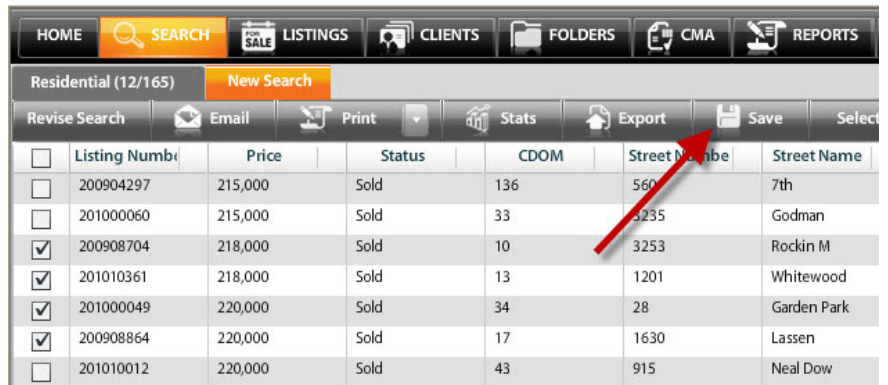 HOME SEARCH FOR SALE LISTINGS CLIENTS FOLDERS CMA REPORTS
Residential (12/165) New Search
Revise Search Email Print Stats Export Save Select
Listing Numbe Price Status CDOM Street Numbe Street Name
200904297 215,000 Sold 136 560 7th
201000060 215,000 Sold 33 3235 Godman
200908704 218,000 Sold 10 3253 Rockin M
201010361 218,000 Sold 13 1201 Whitewood
201000049 220,000 Sold 34 28 Garden Park
200908864 220,000 Sold 17 1630 Lassen
201010012 220,000 Sold 43 915 Neal Dow